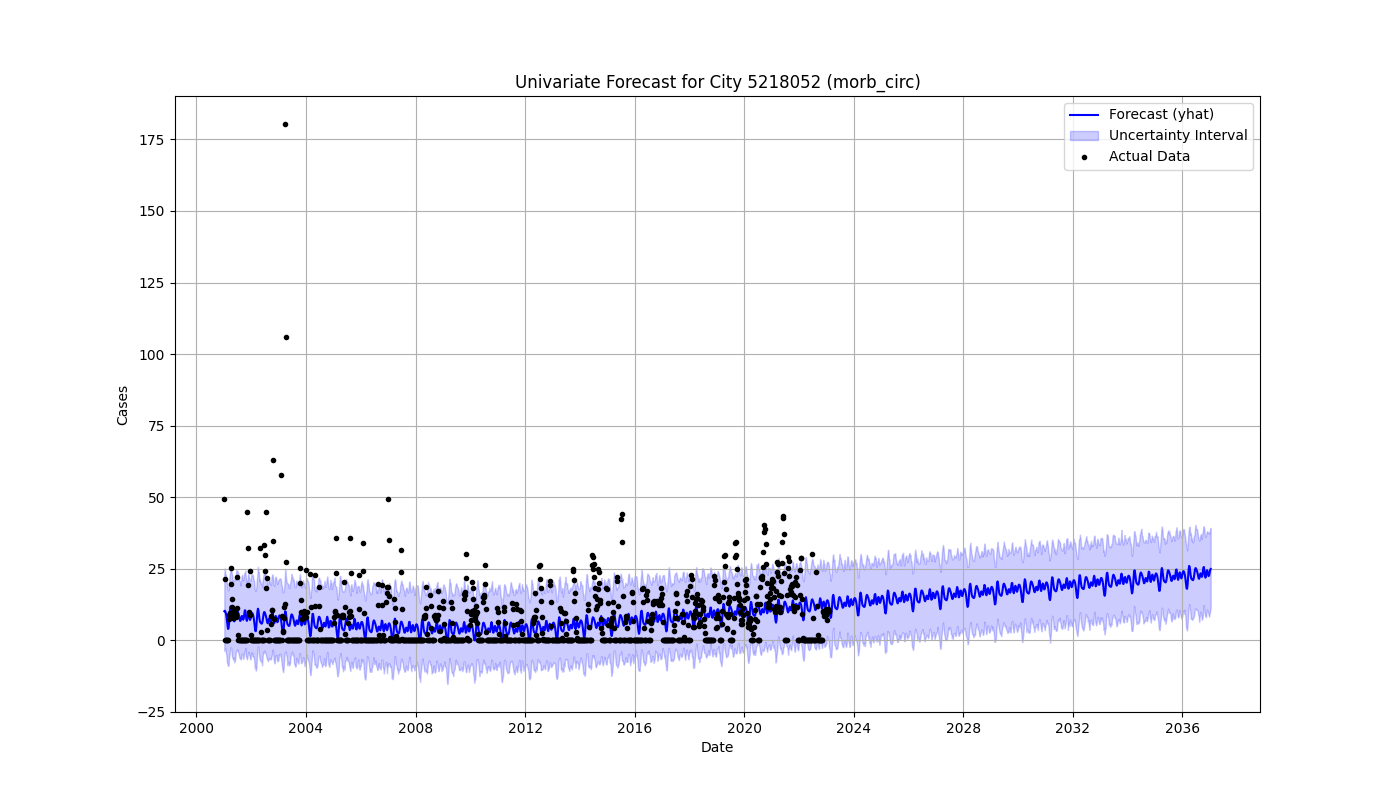 Univariate Forecast for City 5218052 (morb_circ)
Forecast (yhat)
Uncertainty Interval
Actual Data
175
150
125
100
75
50
25
0
−25
Cases
2000 2004 2008 2012 2016 2020 2024 2028 2032 2036
Date